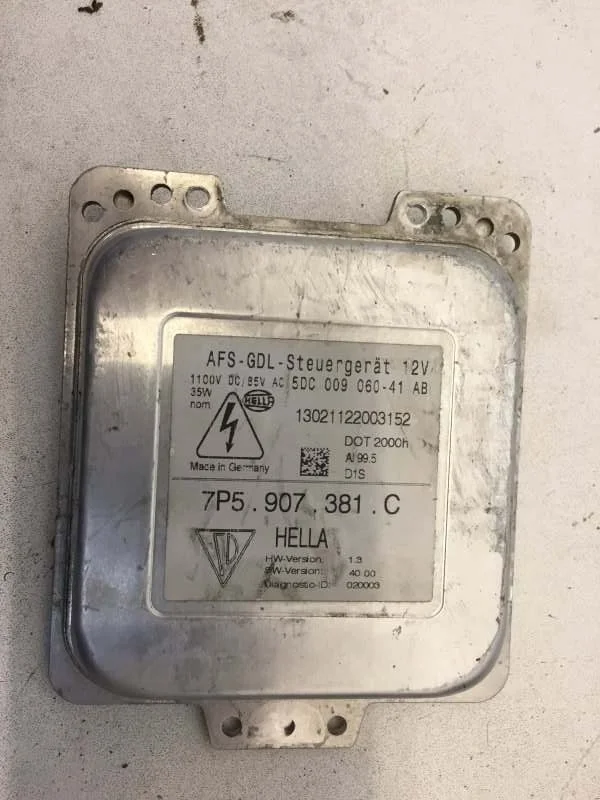 AFS-GDL-Steuergerät 12V
1100V DC/85V AC 5DC 009 060-41 AB
35W
nom
HELLA
13021122003152
DOT 2000h
A/99.5
Made in Germany
D1S
7P5.907.381.C
HELLA
HW-Version: 1.3
SW-Version: 40.00
Diagnostic-ID: 020003